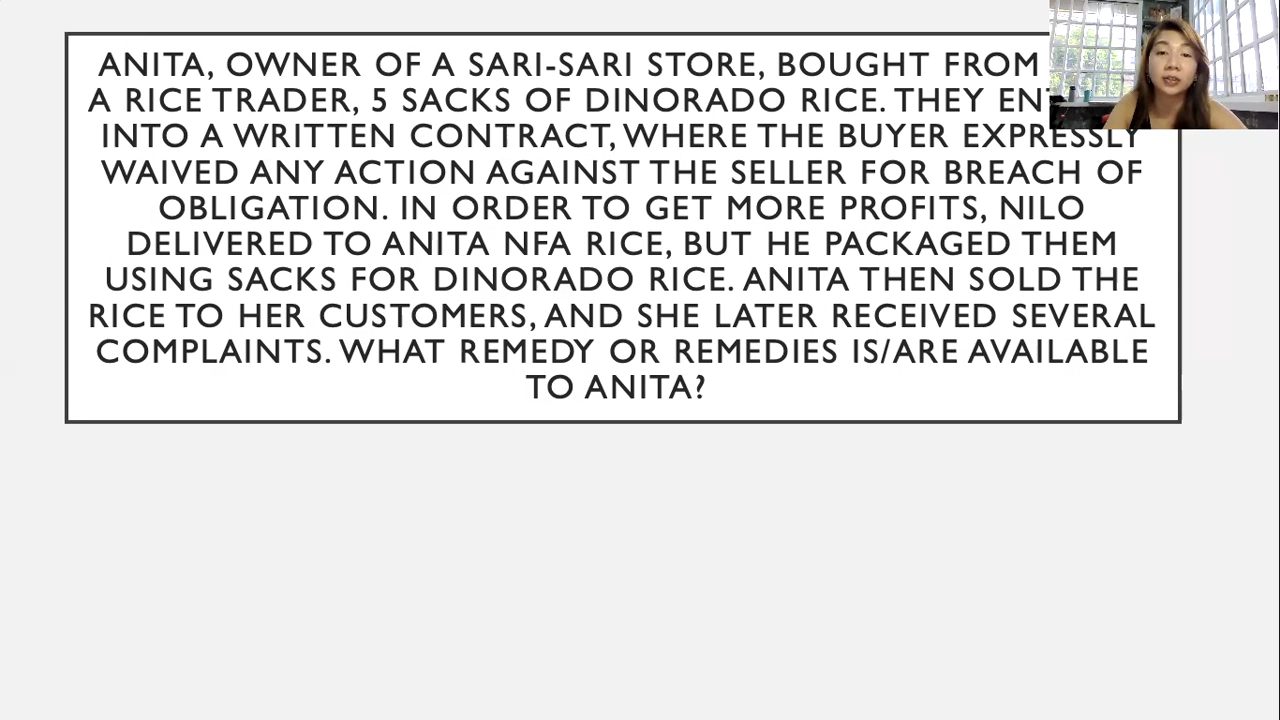 ANITA, OWNER OF A SARI-SARI STORE, BOUGHT FROM
A RICE TRADER, 5 SACKS OF DINORADO RICE. THEY
INTO A WRITTEN CONTRACT, WHERE THE BUYER EXPRESSLY
WAIVED ANY ACTION AGAINST THE SELLER FOR BREACH OF
OBLIGATION. IN ORDER TO GET MORE PROFITS, NILO
DELIVERED TO ANITA NFA RICE, BUT HE PACKAGED THEM
USING SACKS FOR DINORADO RICE. ANITA THEN SOLD THE
RICE TO HER CUSTOMERS, AND SHE LATER RECEIVED SEVERAL
COMPLAINTS. WHAT REMEDY OR REMEDIES IS/ARE AVAILABLE
TO ANITA?